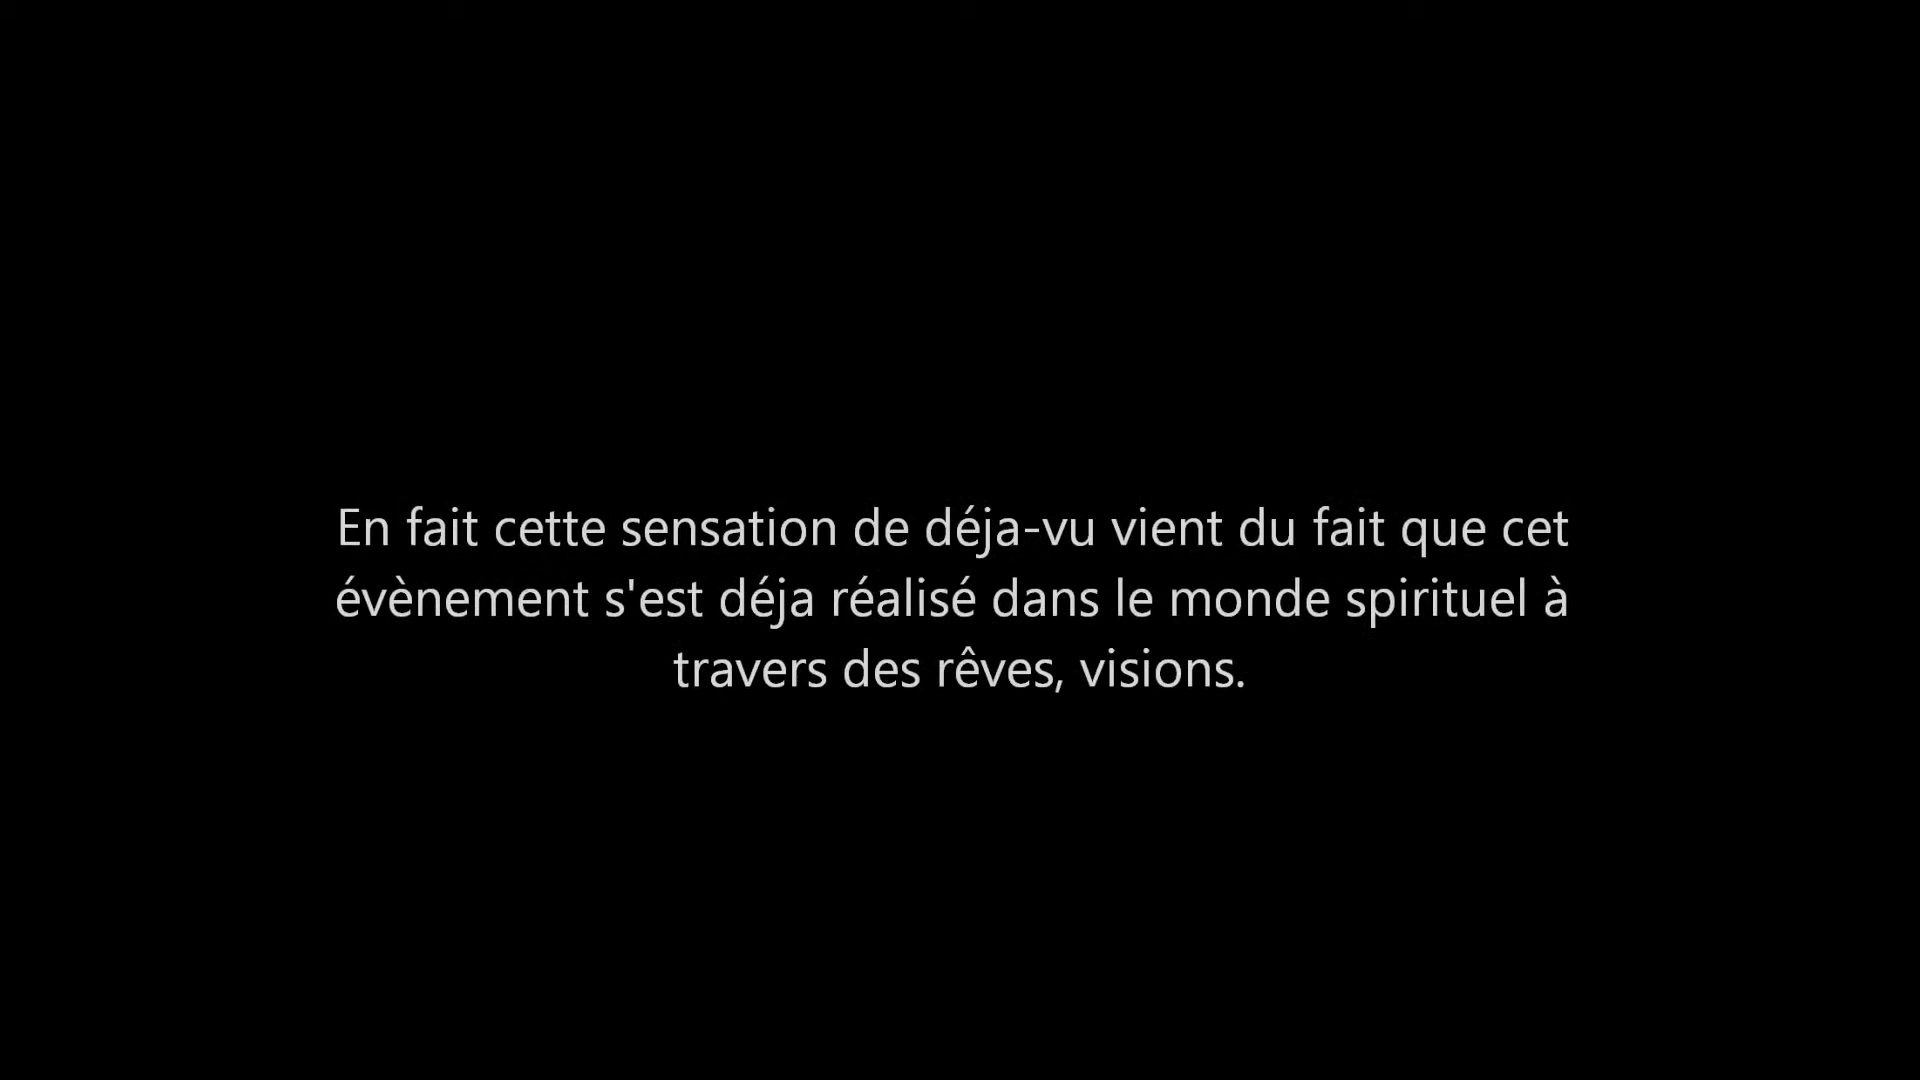 En fait cette sensation de déja-vu vient du fait que cet
évènement s'est déja réalisé dans le monde spirituel à
travers des rêves, visions.